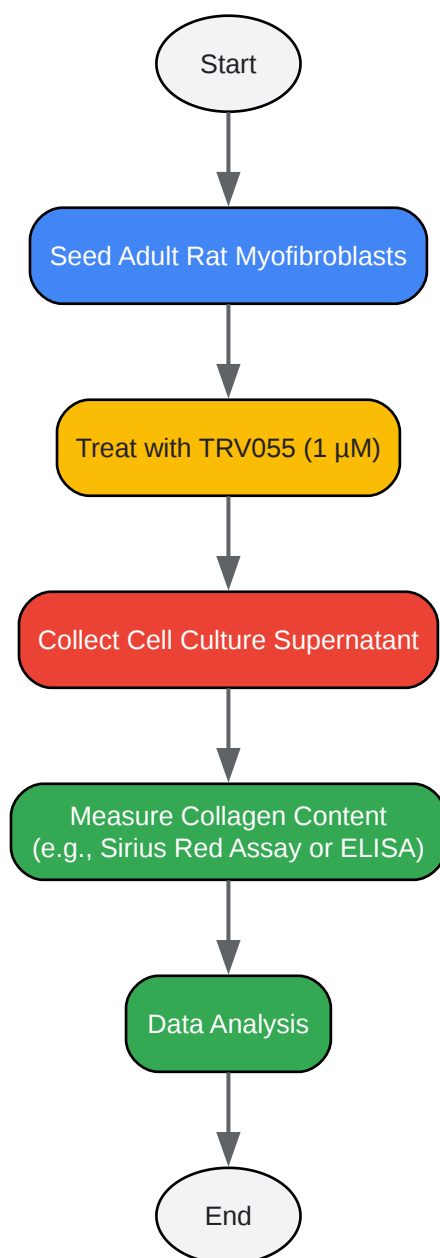 Start
Seed Adult Rat Myofibroblasts
Treat with TRV055 (1 µM)
Collect Cell Culture Supernatant
Measure Collagen Content
(e.g., Sirius Red Assay or ELISA)
Data Analysis
End